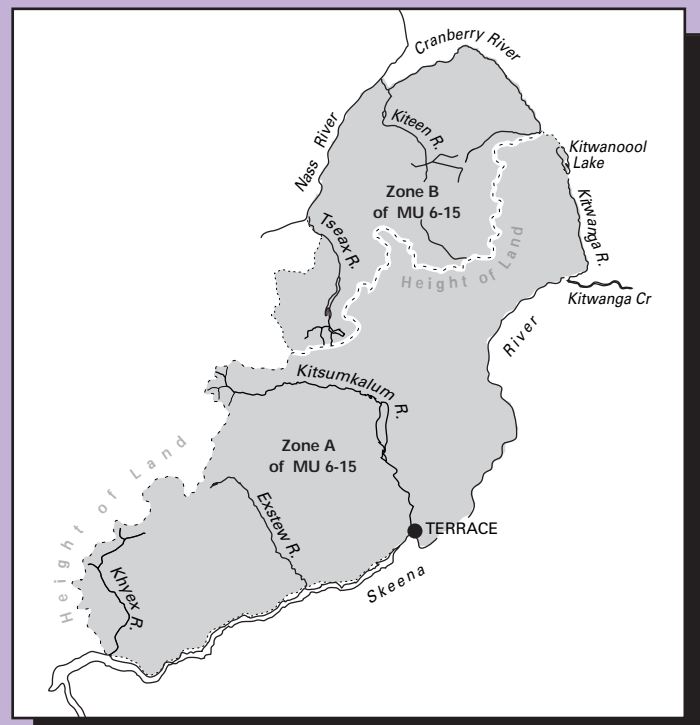 Cranberry River
Nass River
Kiteen R.
Kitwanoool
Lake
Zone B
of MU 6-15
Kitwanga R.
Tseax R.
Height of Land
Kitwanga Cr
River
Kitsumkalum R.
Zone A
of MU 6-15
Height of Land
Exstew R.
TERRACE
Skeena
Khyex R.